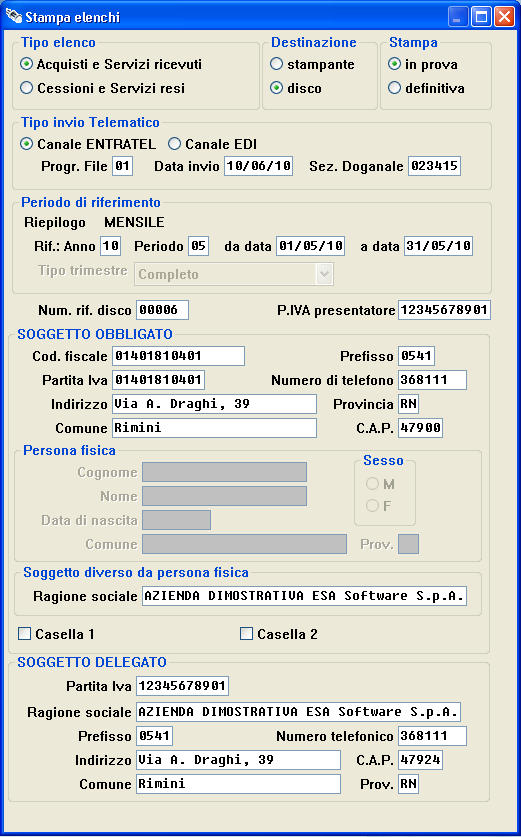 Stampa elenchi
Tipo elenco
Acquisti e Servizi ricevuti
Cessioni e Servizi resi
Destinazione
stampante
disco
Stampa
in prova
definitiva
Tipo invio Telematico
Canale ENTRATEL Canale EDI
Progr. File 01 Data invio 10/06/10 Sez. Doganale 023415
Periodo di riferimento
Riepilogo MENSILE
Rif.: Anno 10 Periodo 05 da data 01/05/10 a data 31/05/10
Tipo trimestre Completo
Num. rif. disco 00006 P.IVA presentatore 12345678901
SOGGETTO OBBLIGATO
Cod. fiscale 01401810401 Prefisso 0541
Partita Iva 01401810401 Numero di telefono 368111
Indirizzo Via A. Draghi, 39 Provincia RN
Comune Rimini C.A.P. 47900
Persona fisica
Cognome
Nome
Data di nascita
Comune Prov.
Sesso
M
F
Soggetto diverso da persona fisica
Ragione sociale AZIENDA DIMOSTRATIVA ESA Software S.p.A.
Casella 1 Casella 2
SOGGETTO DELEGATO
Partita Iva 12345678901
Ragione sociale AZIENDA DIMOSTRATIVA ESA Software S.p.A.
Prefisso 0541 Numero telefonico 368111
Indirizzo Via A. Draghi, 39 C.A.P. 47924
Comune Rimini Prov. RN